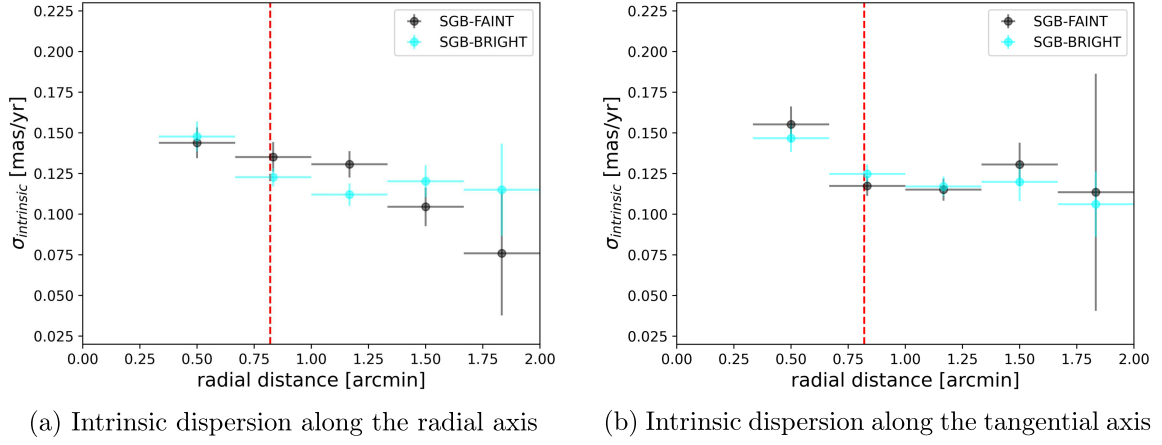 SGB-FAINT
SGB-BRIGHT
0.225
0.200
0.175
0.150
0.125
0.100
0.075
0.050
0.025
σintrinsic [mas/yr]
0.00 0.25 0.50 0.75 1.00 1.25 1.50 1.75 2.00
radial distance [arcmin]
(a) Intrinsic dispersion along the radial axis
SGB-FAINT
SGB-BRIGHT
0.225
0.200
0.175
0.150
0.125
0.100
0.075
0.050
0.025
σintrinsic [mas/yr]
0.00 0.25 0.50 0.75 1.00 1.25 1.50 1.75 2.00
radial distance [arcmin]
(b) Intrinsic dispersion along the tangential axis